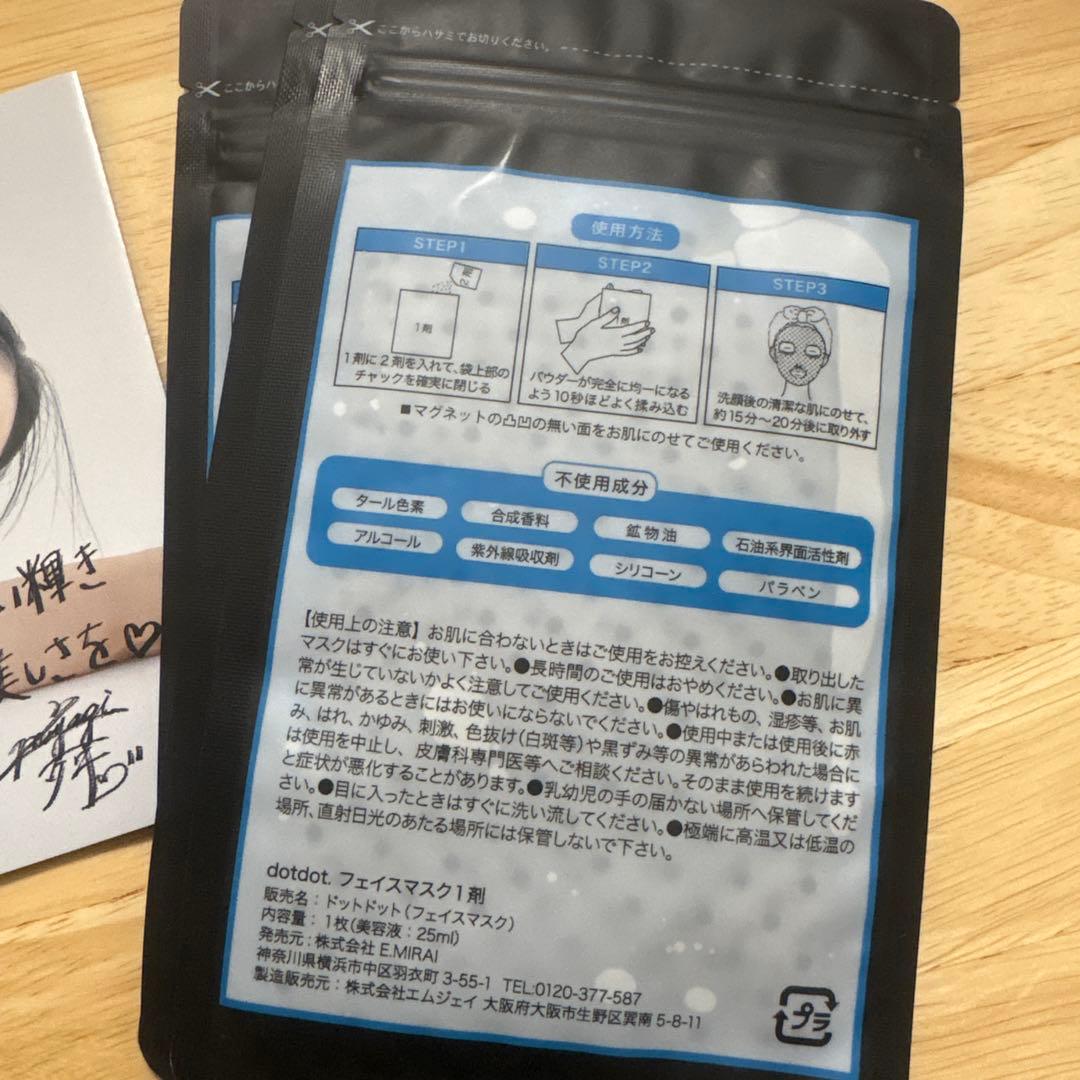 ここからハサミでお切りください。
ここからハ
使用方法
STEP1
2剤
1剤
1剤に2剤を入れて、袋上部の
チャックを確実に閉じる
STEP2
パウダーが完全に均一になる
よう10秒ほどよく揉み込む
STEP3
洗顔後の清潔な肌にのせて、
約15分〜20分後に取り外す
■マグネットの凸凹の無い面をお肌にのせてご使用ください。
不使用成分
タール色素 合成香料 鉱物油 石油系界面活性剤
アルコール 紫外線吸収剤 シリコーン パラベン
【使用上の注意】お肌に合わないときはご使用をお控えください。●取り出した
マスクはすぐにお使い下さい。●長時間のご使用はおやめください。●お肌に異
常が生じていないかよく注意してご使用ください。●傷やはれもの、湿疹等、お肌
に異常があるときにはお使いにならないでください。●使用中または使用後に赤
み、はれ、かゆみ、刺激、色抜け(白斑等)や黒ずみ等の異常があらわれた場合に
は使用を中止し、皮膚科専門医等へご相談ください。そのまま使用を続けます
と症状が悪化することがあります。●乳幼児の手の届かない場所へ保管してくだ
さい。●目に入ったときはすぐに洗い流してください。●極端に高温又は低温の
場所、直射日光のあたる場所には保管しないで下さい。
dotdot. フェイスマスク1剤
販売名：ドットドット(フェイスマスク)
内容量：1枚(美容液：25ml)
発売元：株式会社 E.MIRAI
神奈川県横浜市中区羽衣町 3-55-1 TEL:0120-377-587
製造販売元：株式会社エムジェイ 大阪府大阪市生野区巽南 5-8-11
プラ
い輝き
美しさを♡